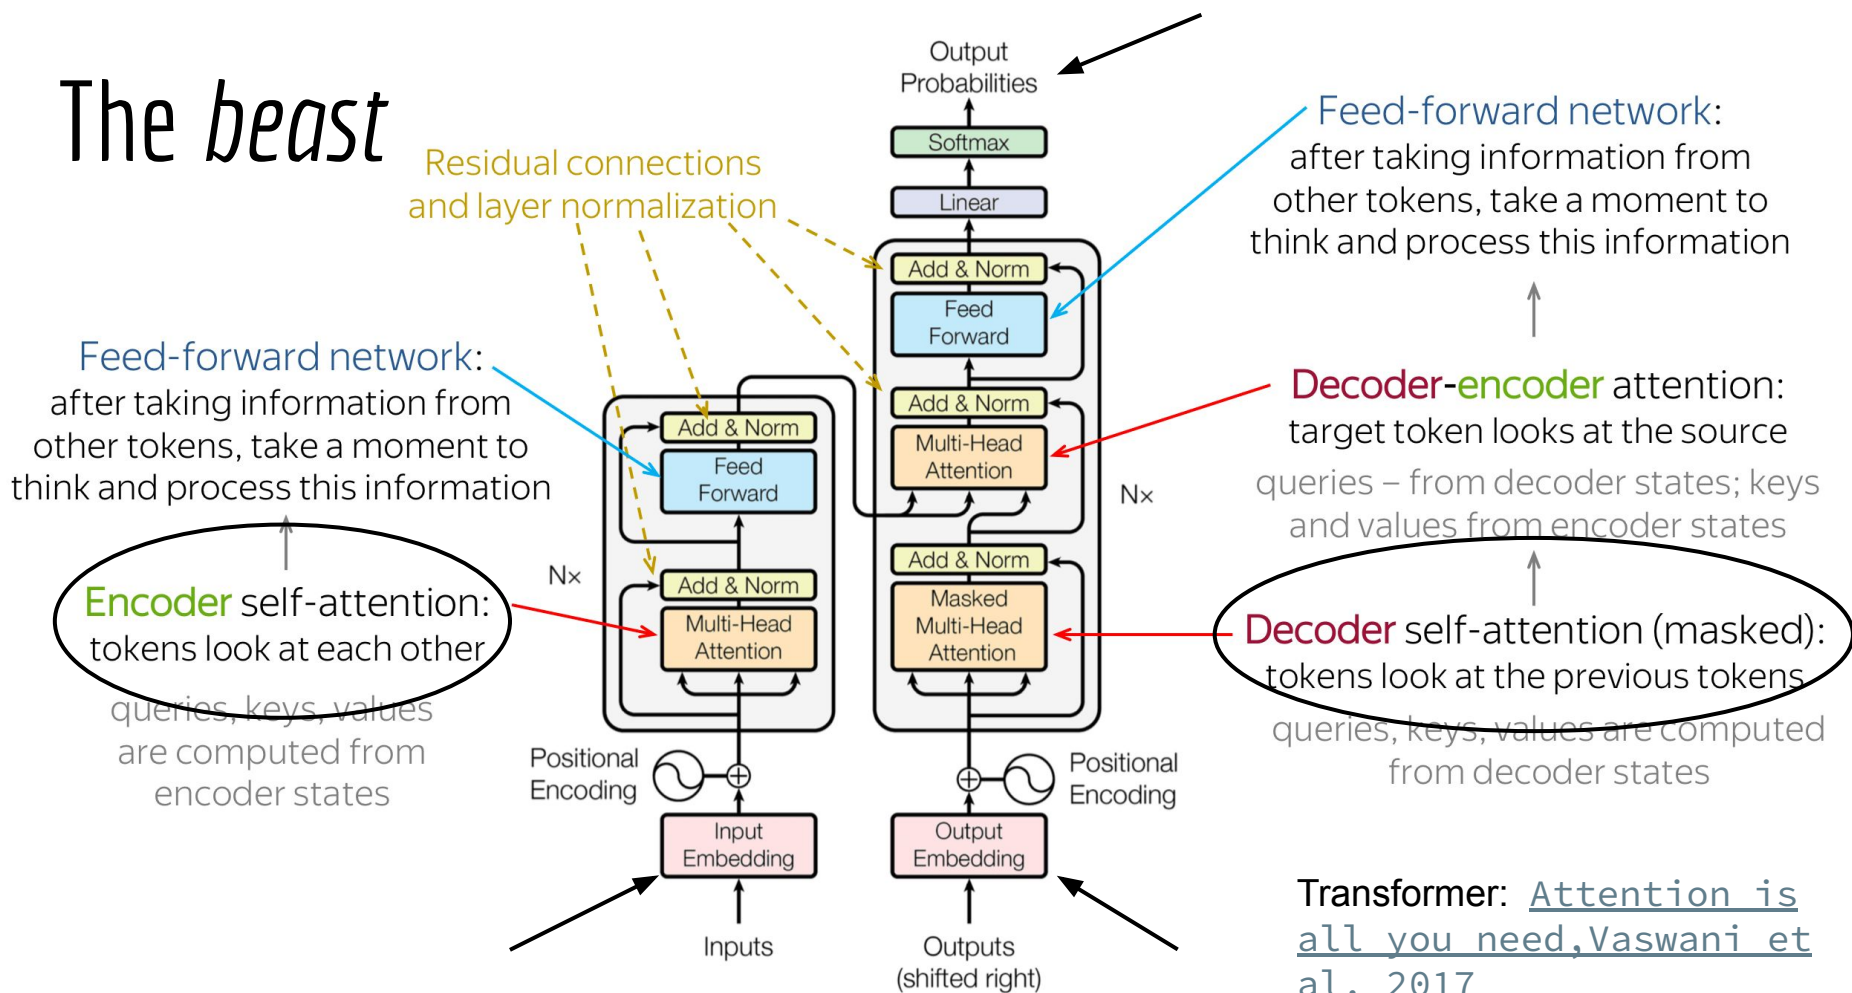 The beast
Residual connections
and layer normalization
Feed-forward network:
after taking information from
other tokens, take a moment to
think and process this information
Encoder self-attention:
tokens look at each other
queries, keys, values
are computed from
encoder states
Nx
Add & Norm
Feed
Forward
Add & Norm
Multi-Head
Attention
Positional
Encoding
Input
Embedding
Inputs
Output
Probabilities
Softmax
Linear
Add & Norm
Feed
Forward
Add & Norm
Multi-Head
Attention
Add & Norm
Masked
Multi-Head
Attention
Nx
Positional
Encoding
Output
Embedding
Outputs
(shifted right)
Feed-forward network:
after taking information from
other tokens, take a moment to
think and process this information
Decoder-encoder attention:
target token looks at the source
queries – from decoder states; keys
and values from encoder states
Decoder self-attention (masked):
tokens look at the previous tokens
queries, keys, values are computed
from decoder states
Transformer: Attention is
all you need,Vaswani et
al. 2017